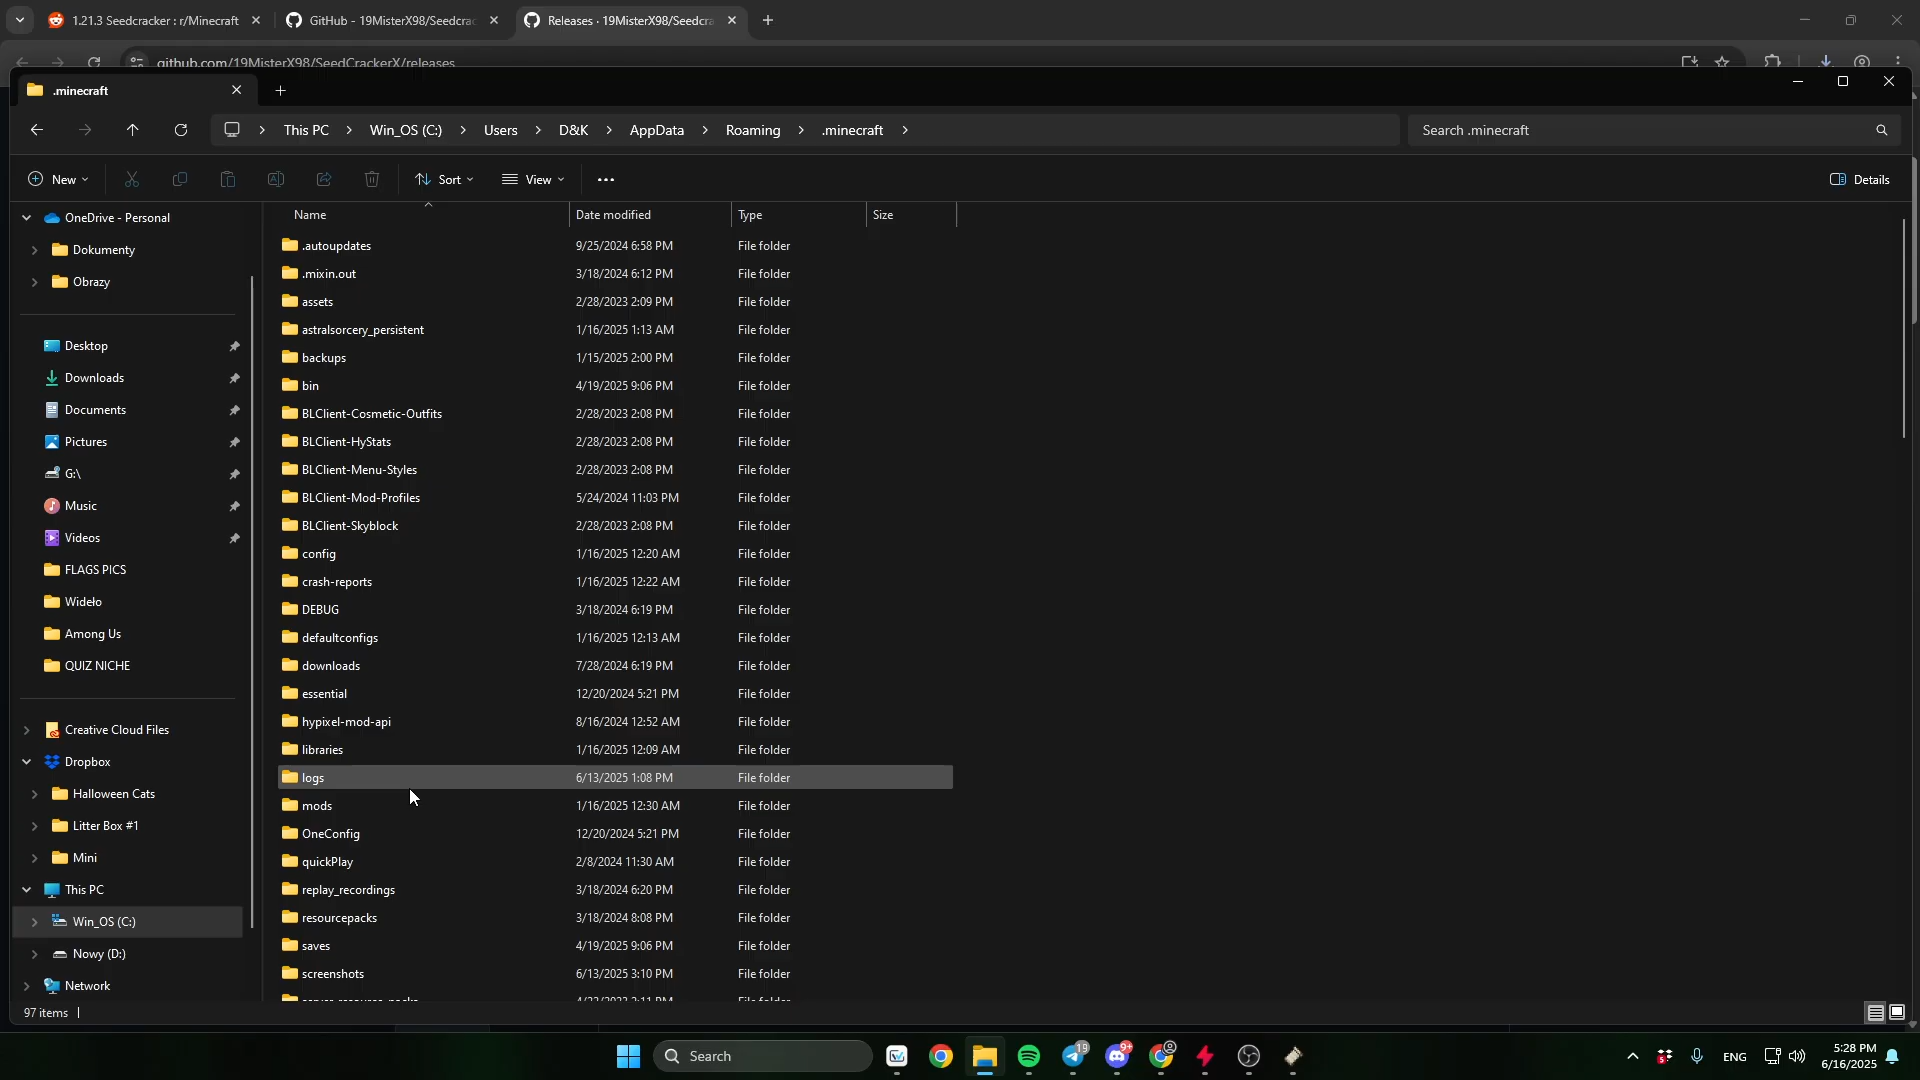 1.21.3 Seedcracker : r/Minecraft
GitHub - 19MisterX98/Seedcrac
Releases · 19MisterX98/Seedcra
github.com/19MisterX98/SeedCrackerX/releases
.minecraft
This PC > Win_OS (C:) > Users > D&K > AppData > Roaming > .minecraft >
Search .minecraft
New
Sort
View
Details
OneDrive - Personal
Dokumenty
Obrazy
Desktop
Downloads
Documents
Pictures
G:\
Music
Videos
FLAGS PICS
Wideło
Among Us
QUIZ NICHE
Creative Cloud Files
Dropbox
Halloween Cats
Litter Box #1
Mini
This PC
Win_OS (C:)
Nowy (D:)
Network
Name Date modified Type Size
.autoupdates 9/25/2024 6:58 PM File folder
.mixin.out 3/18/2024 6:12 PM File folder
assets 2/28/2023 2:09 PM File folder
astralsorcery_persistent 1/16/2025 1:13 AM File folder
backups 1/15/2025 2:00 PM File folder
bin 4/19/2025 9:06 PM File folder
BLClient-Cosmetic-Outfits 2/28/2023 2:08 PM File folder
BLClient-HyStats 2/28/2023 2:08 PM File folder
BLClient-Menu-Styles 2/28/2023 2:08 PM File folder
BLClient-Mod-Profiles 5/24/2024 11:03 PM File folder
BLClient-Skyblock 2/28/2023 2:08 PM File folder
config 1/16/2025 12:20 AM File folder
crash-reports 1/16/2025 12:22 AM File folder
DEBUG 3/18/2024 6:19 PM File folder
defaultconfigs 1/16/2025 12:13 AM File folder
downloads 7/28/2024 6:19 PM File folder
essential 12/20/2024 5:21 PM File folder
hypixel-mod-api 8/16/2024 12:52 AM File folder
libraries 1/16/2025 12:09 AM File folder
logs 6/13/2025 1:08 PM File folder
mods 1/16/2025 12:30 AM File folder
OneConfig 12/20/2024 5:21 PM File folder
quickPlay 2/8/2024 11:30 AM File folder
replay_recordings 3/18/2024 6:20 PM File folder
resourcepacks 3/18/2024 8:08 PM File folder
saves 4/19/2025 9:06 PM File folder
screenshots 6/13/2025 3:10 PM File folder
97 items
Search
19
9+
5
ENG
5:28 PM
6/16/2025